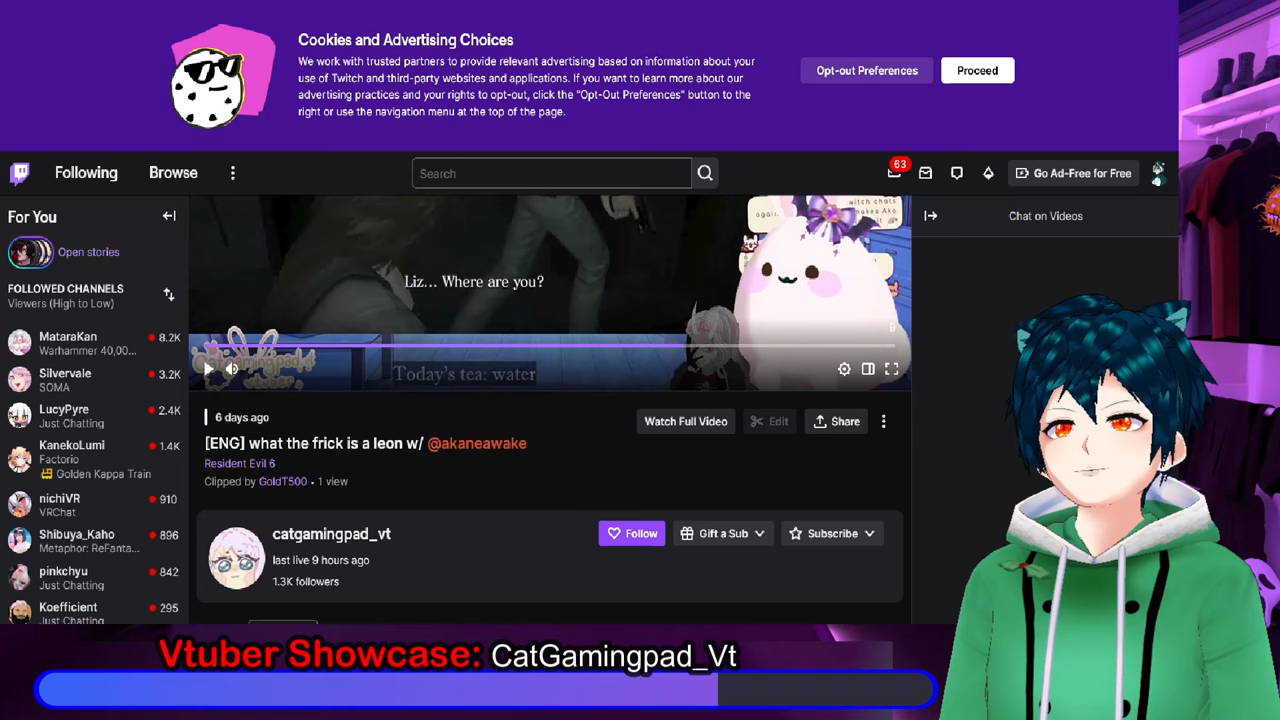 Cookies and Advertising Choices
We work with trusted partners to provide relevant advertising based on information about your
use of Twitch and third-party websites and applications. If you want to learn more about our
advertising practices and your rights to opt-out, click the "Opt-Out Preferences" button to the
right or use the navigation menu at the top of the page.
Opt-out Preferences
Proceed
Following
Browse
Search
63
Go Ad-Free for Free
For You
Open stories
FOLLOWED CHANNELS
Viewers (High to Low)
MataraKan
8.2K
Warhammer 40,00...
Silvervale
3.2K
SOMA
LucyPyre
2.4K
Just Chatting
KanekoLumi
1.4K
Factorio
Golden Kappa Train
nichiVR
910
VRChat
Shibuya_Kaho
896
Metaphor: ReFanta...
pinkchyu
842
Just Chatting
Koefficient
295
Just Chatting
again.
witch chats
makes Ako
Liz... Where are you?
Catgamingpad_vt
vtuber
Today's tea: water
Chat on Videos
6 days ago
Watch Full Video
Edit
Share
[ENG] what the frick is a leon w/ @akaneawake
Resident Evil 6
Clipped by GoldT500 • 1 view
catgamingpad_vt
last live 9 hours ago
1.3K followers
Follow
Gift a Sub
Subscribe
Vtuber Showcase: CatGamingpad_Vt